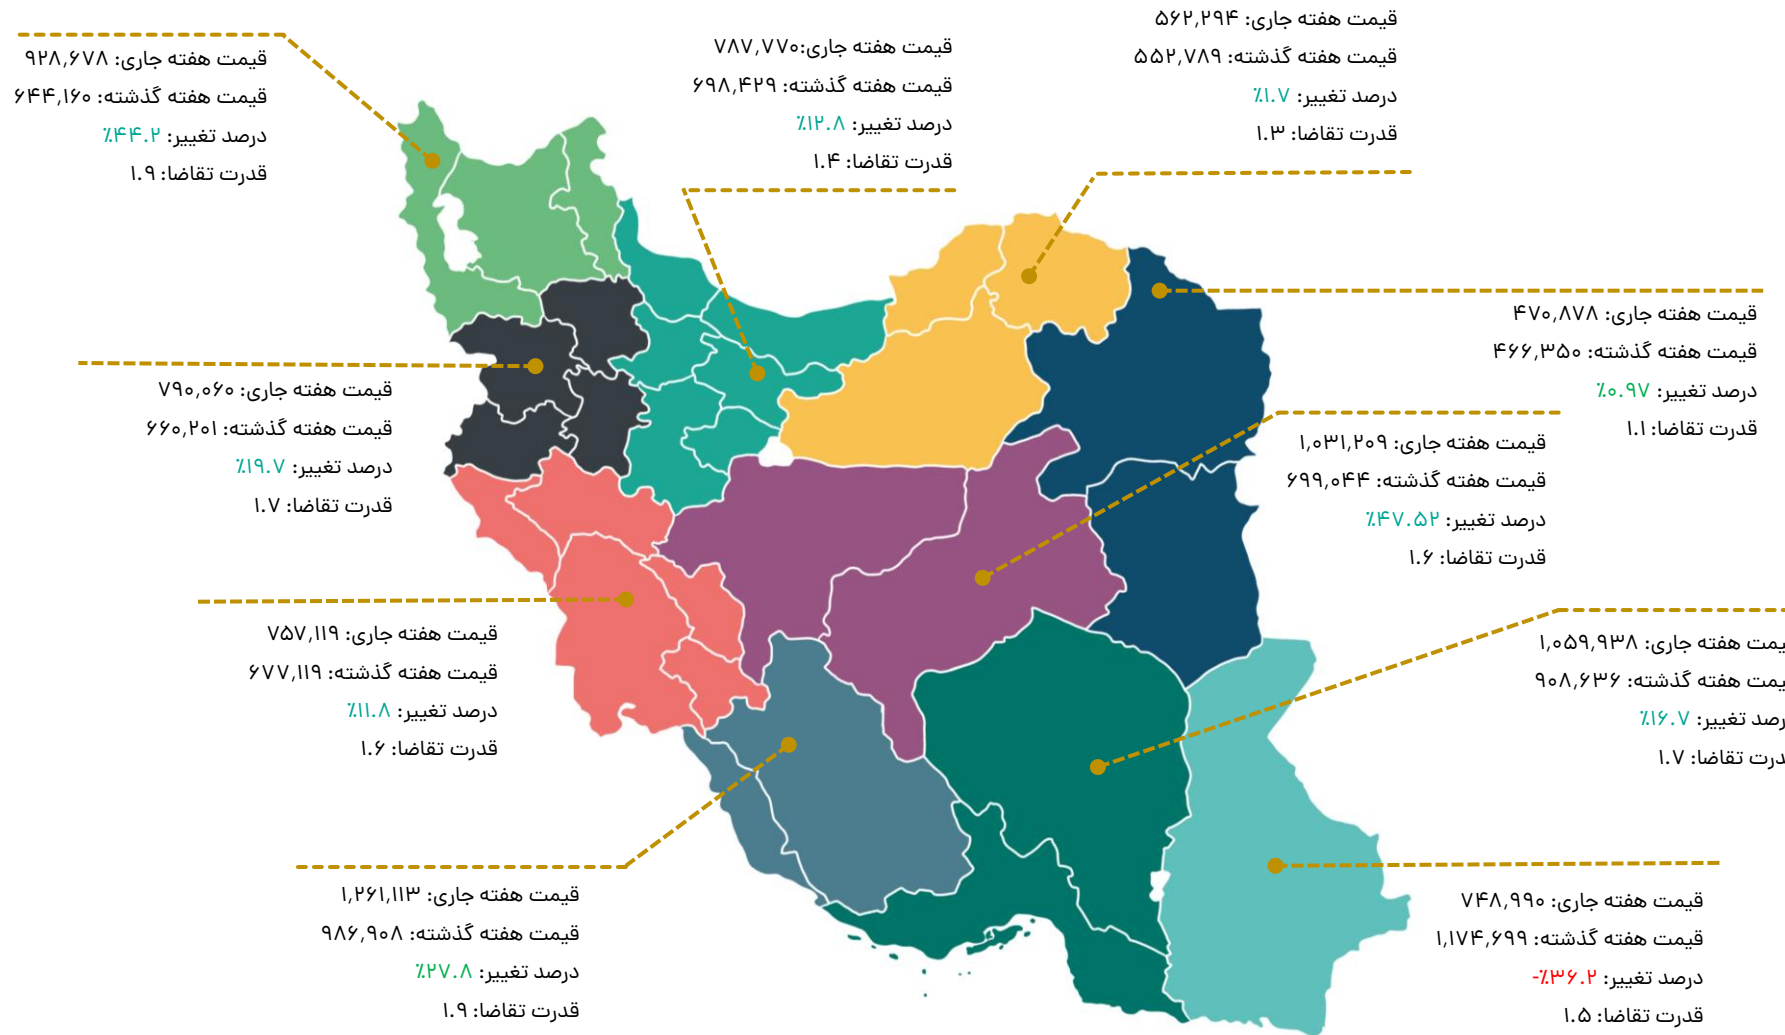 قیمت هفته جاری: ۵۶۲,۲۹۴
قیمت هفته گذشته: ۵۵۲,۷۸۹
درصد تغییر: ٪۱.۷
قدرت تقاضا: ۱.۳
قیمت هفته جاری:۷۸۷,۷۷۰
قیمت هفته گذشته: ۶۹۸,۴۲۹
درصد تغییر: ٪۱۲.۸
قدرت تقاضا: ۱.۴
قیمت هفته جاری: ۹۲۸,۶۷۸
قیمت هفته گذشته: ۶۴۴,۱۶۰
درصد تغییر: ٪۴۴.۲
قدرت تقاضا: ۱.۹
قیمت هفته جاری: ۴۷۰,۸۷۸
قیمت هفته گذشته: ۴۶۶,۳۵۰
درصد تغییر: ٪۰.۹۷
قدرت تقاضا: ۱.۱
قیمت هفته جاری: ۱,۰۳۱,۲۰۹
قیمت هفته گذشته: ۶۹۹,۰۴۴
درصد تغییر: ٪۴۷.۵۲
قدرت تقاضا: ۱.۶
قیمت هفته جاری: ۷۹۰,۰۶۰
قیمت هفته گذشته: ۶۶۰,۲۰۱
درصد تغییر: ٪۱۹.۷
قدرت تقاضا: ۱.۷
یمت هفته جاری: ۱,۰۵۹,۹۳۸
یمت هفته گذشته: ۹۰۸,۶۳۶
رصد تغییر: ٪۱۶.۷
درت تقاضا: ۱.۷
قیمت هفته جاری: ۷۵۷,۱۱۹
قیمت هفته گذشته: ۶۷۷,۱۱۹
درصد تغییر: ٪۱۱.۸
قدرت تقاضا: ۱.۶
قیمت هفته جاری: ۷۴۸,۹۹۰
قیمت هفته گذشته: ۱,۱۷۴,۶۹۹
درصد تغییر: ٪۳۶.۲-
قدرت تقاضا: ۱.۵
قیمت هفته جاری: ۱,۲۶۱,۱۱۳
قیمت هفته گذشته: ۹۸۶,۹۰۸
درصد تغییر: ٪۲۷.۸
قدرت تقاضا: ۱.۹